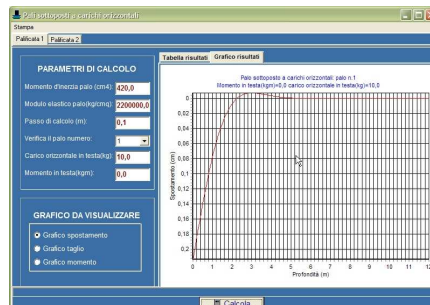 Pali sottoposti a carichi orizzontali
Stampa
Palificata 1 Palificata 2
PARAMETRI DI CALCOLO
Momento d'inerzia palo (cm4): 420,0
Modulo elastico palo(kg/cmq): 2200000,0
Passo di calcolo (m): 0,1
Verifica il palo numero: 1
Carico orizzontale in testa(kg): 10,0
Momento in testa(kgm): 0,0
GRAFICO DA VISUALIZZARE
Grafico spostamento
Grafico taglio
Grafico momento
Tabella risultati Grafico risultati
Palo sottoposto a carichi orizzontali: palo n.1
Momento in testa(kgm)=0,0 carico orizzontale in testa(kg)=10,0
Spostamento (cm)
0
0,02
0,04
0,06
0,08
0,1
0,12
0,14
0,16
0,18
0,2
0 1 2 3 4 5 6 7 8 9 10 11 12
Profondità (m)
Calcola